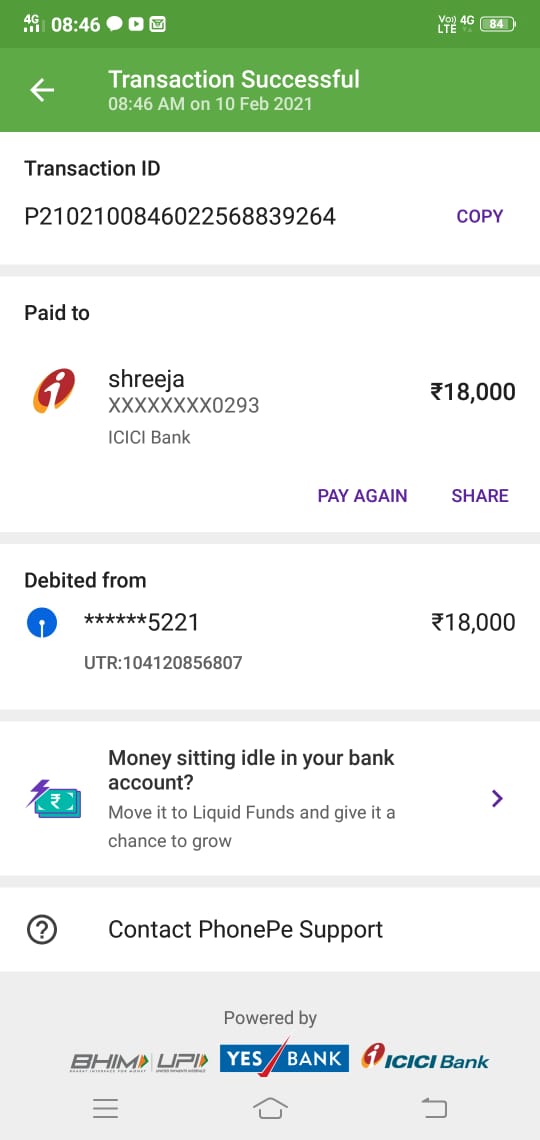 4G 08:46 Vo)) 4G LTE 84
Transaction Successful
08:46 AM on 10 Feb 2021
Transaction ID
P2102100846022568839264 COPY
Paid to
shreeja ₹18,000
XXXXXXXX0293
ICICI Bank
PAY AGAIN SHARE
Debited from
******5221 ₹18,000
UTR:104120856807
Money sitting idle in your bank
account?
Move it to Liquid Funds and give it a
chance to grow
Contact PhonePe Support
Powered by
BHIM UPI YES BANK ICICI Bank